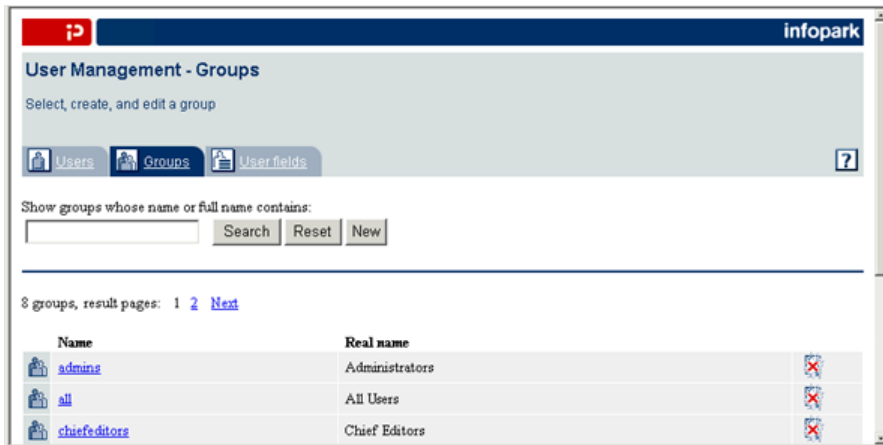 infopark
User Management - Groups
Select, create, and edit a group
Users Groups User fields ?
Show groups whose name or full name contains:
Search Reset New
8 groups, result pages: 1 2 Next
Name Real name
admins Administrators
all All Users
chiefeditors Chief Editors